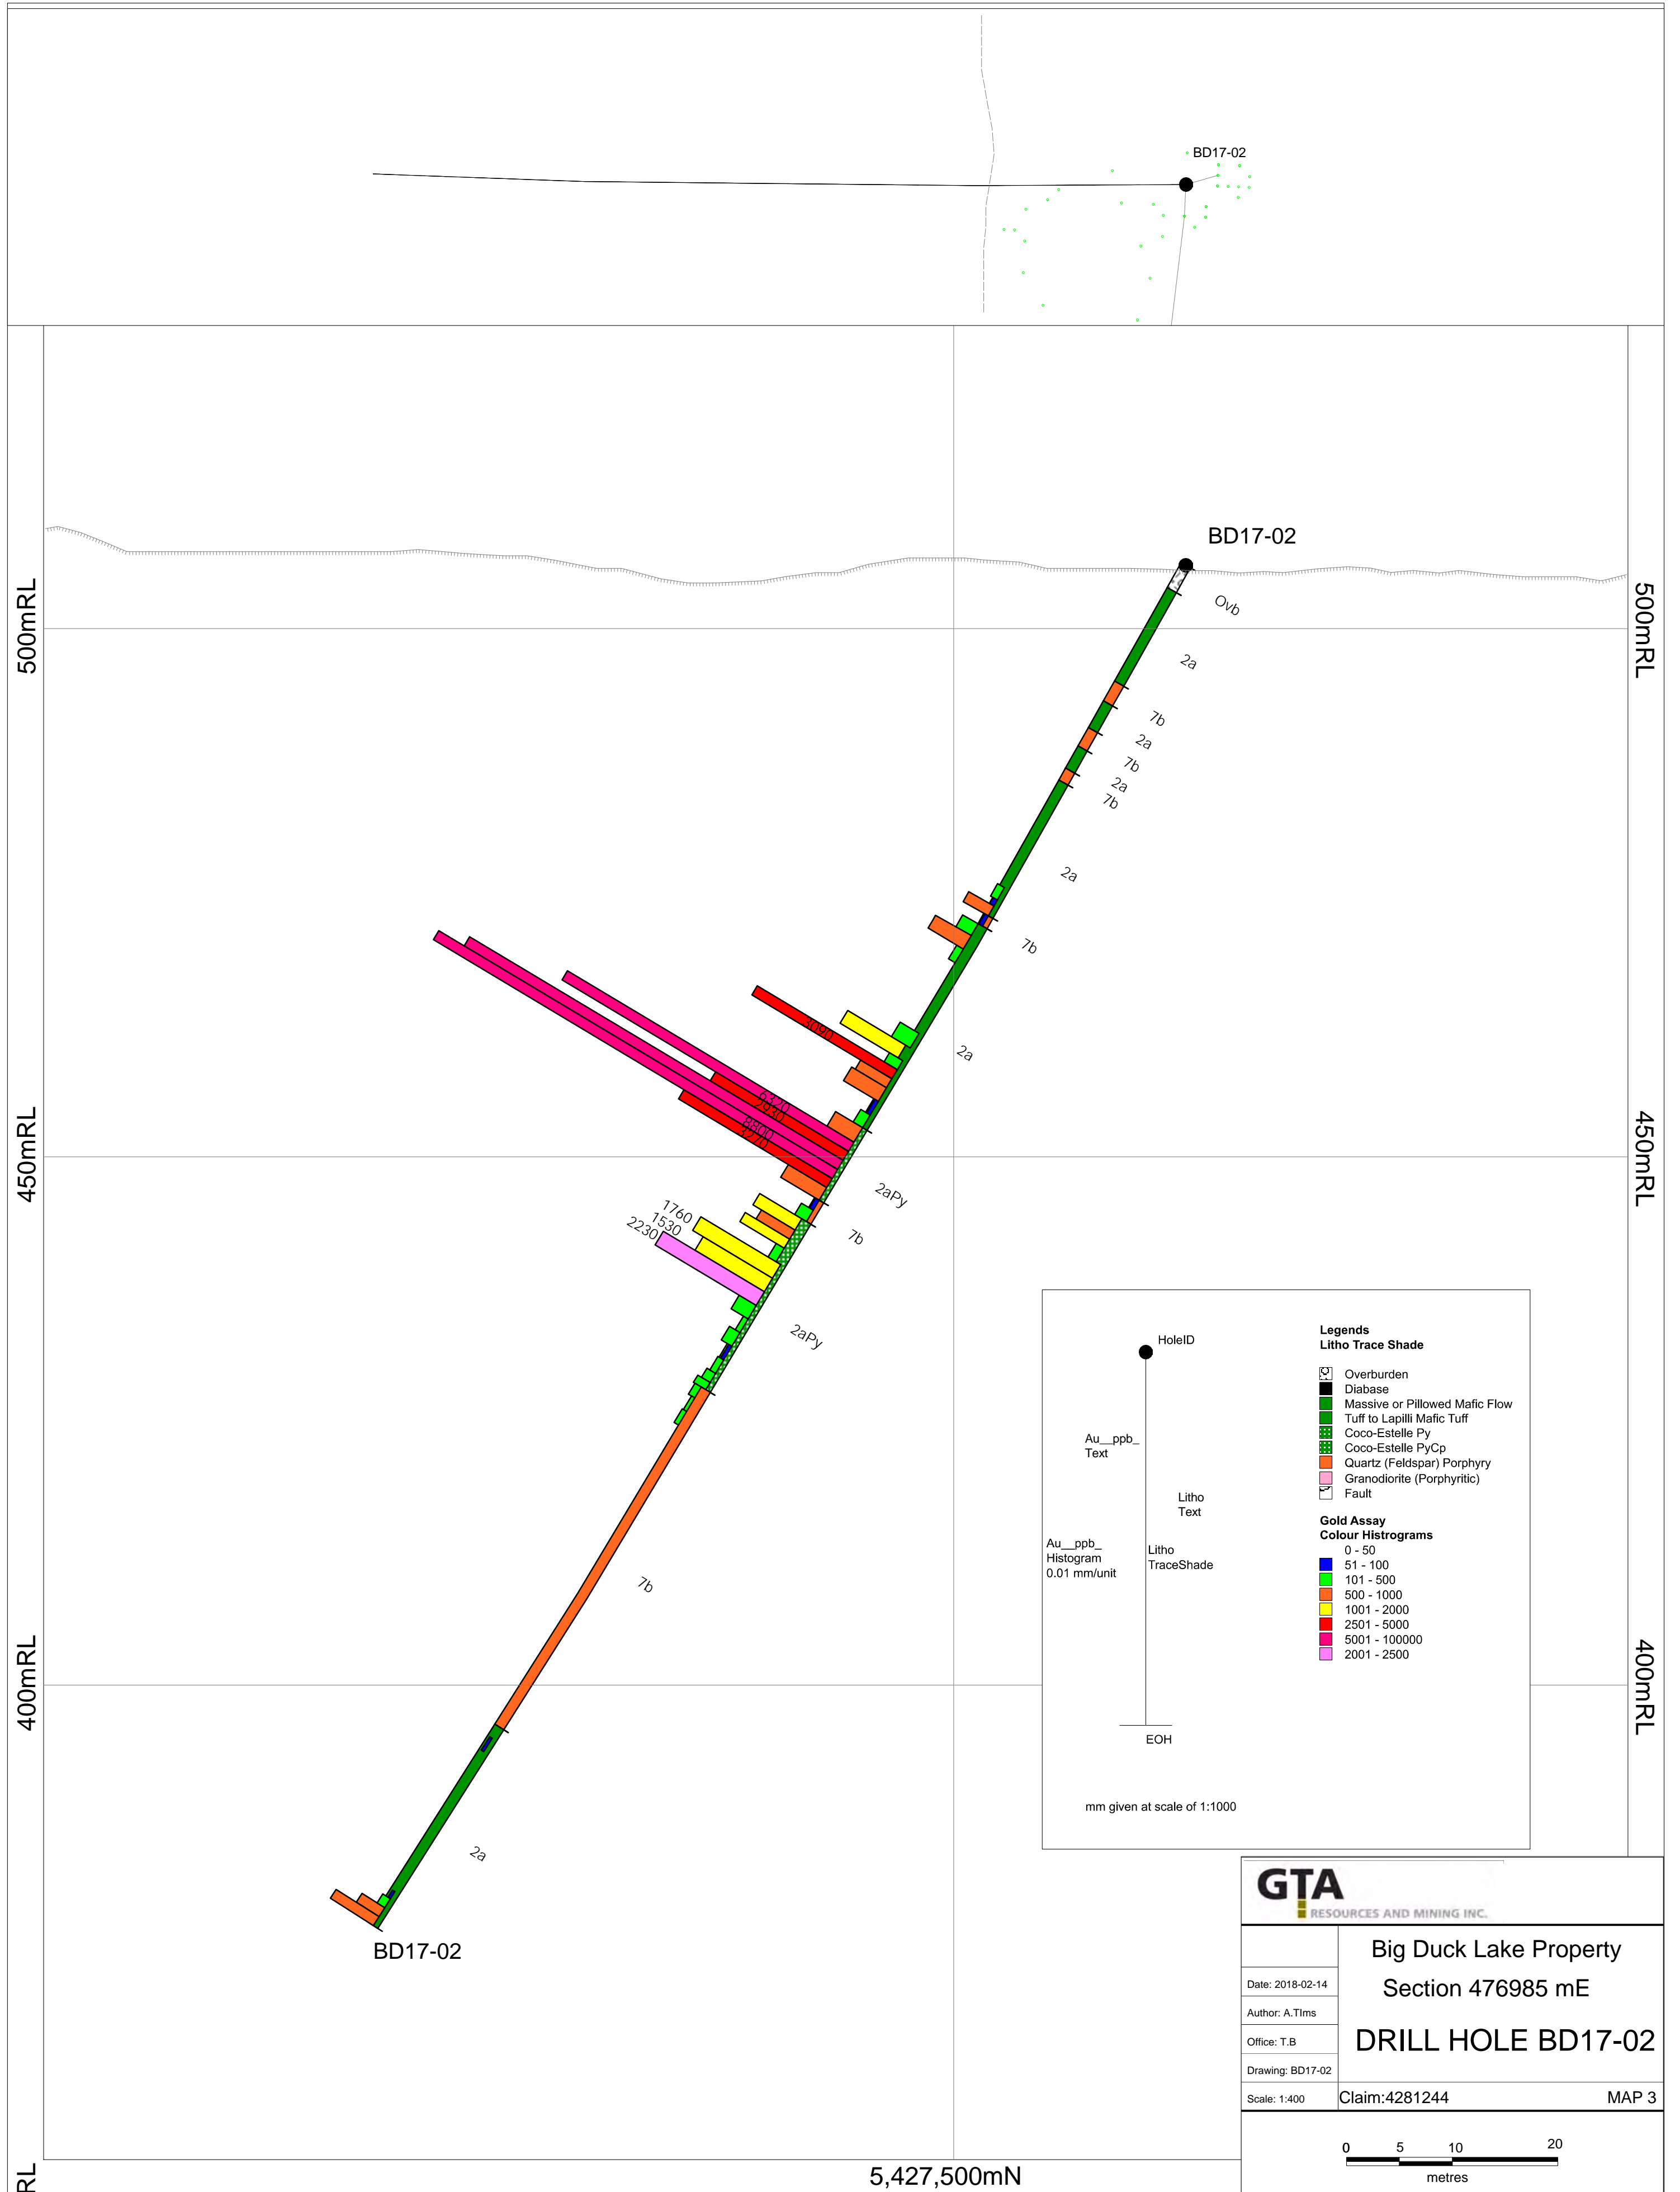 BD17-02
BD17-02
500mRL
500mRL
Ovb
2a
7b
2a
7b
2a
7b
2a
7b
2a
3090
6320
2930
8800
450mRL
450mRL
2aPy
7b
1760
1530
2230
2aPy
7b
400mRL
400mRL
2a
BD17-02
HoleID
Au__ppb_
Text
Litho
Text
Au__ppb_
Histogram
0.01 mm/unit
Litho
TraceShade
EOH
mm given at scale of 1:1000
Legends
Litho Trace Shade
Overburden
Diabase
Massive or Pillowed Mafic Flow
Tuff to Lapilli Mafic Tuff
Coco-Estelle Py
Coco-Estelle PyCp
Quartz (Feldspar) Porphyry
Granodiorite (Porphyritic)
Fault
Gold Assay
Colour Histrograms
0 - 50
51 - 100
101 - 500
500 - 1000
1001 - 2000
2501 - 5000
5001 - 100000
2001 - 2500
GTA
RESOURCES AND MINING INC.
Big Duck Lake Property
Section 476985 mE
DRILL HOLE BD17-02
Date: 2018-02-14
Author: A.TIms
Office: T.B
Drawing: BD17-02
Scale: 1:400
Claim:4281244
MAP 3
0 5 10 20
metres
5,427,500mN
RL